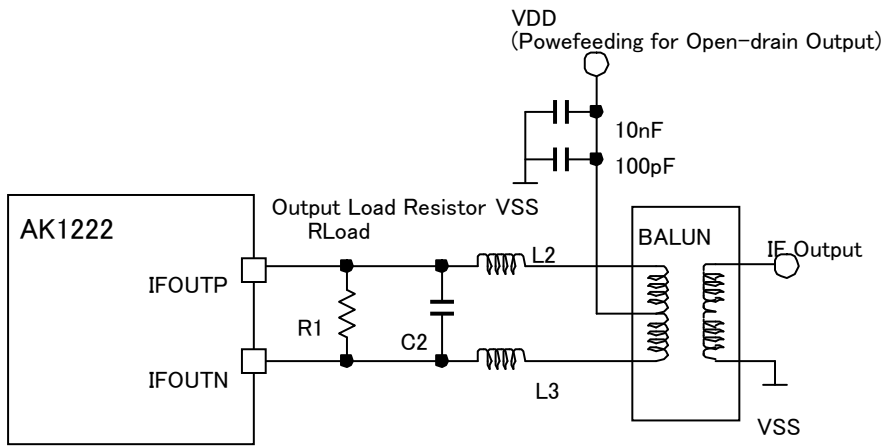 VDD
(Powefeeding for Open-drain Output)
10nF
100pF
Output Load Resistor VSS
RLoad
AK1222
BALUN
IF Output
L2
IFOUTP
R1
C2
IFOUTN
L3
VSS